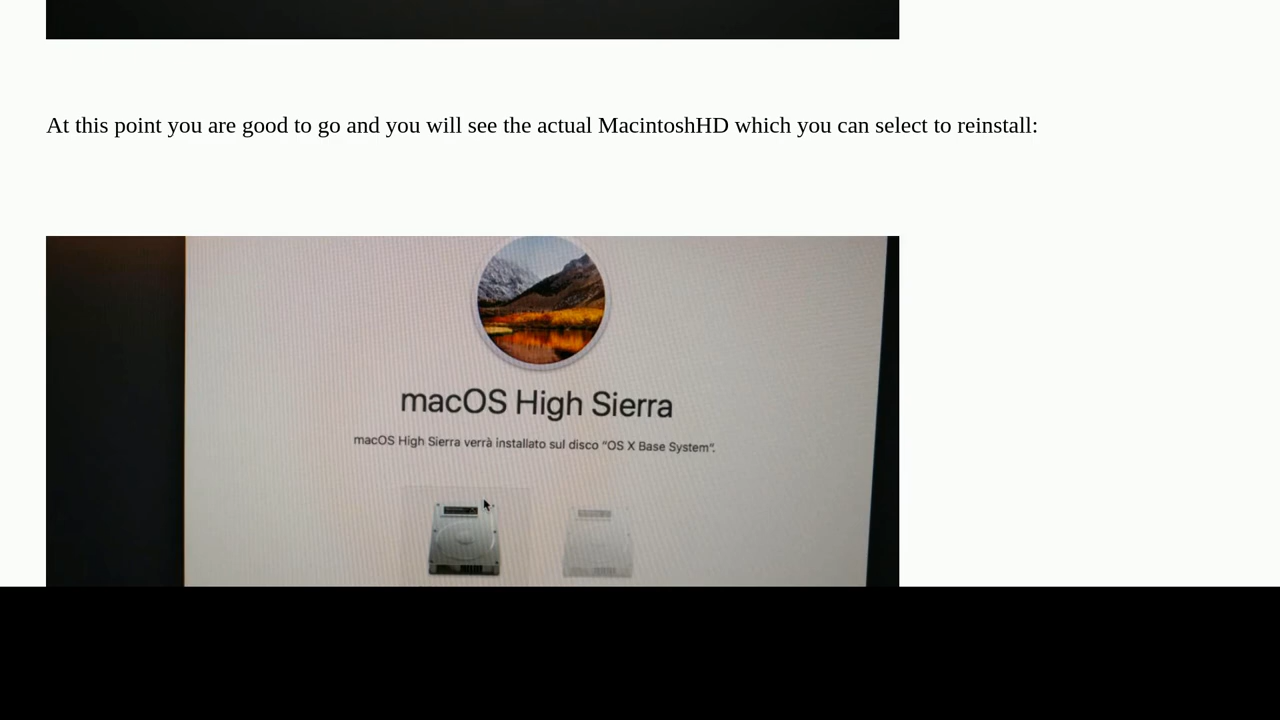 At this point you are good to go and you will see the actual MacintoshHD which you can select to reinstall:
macOS High Sierra
macOS High Sierra verrà installato sul disco “OS X Base System”.